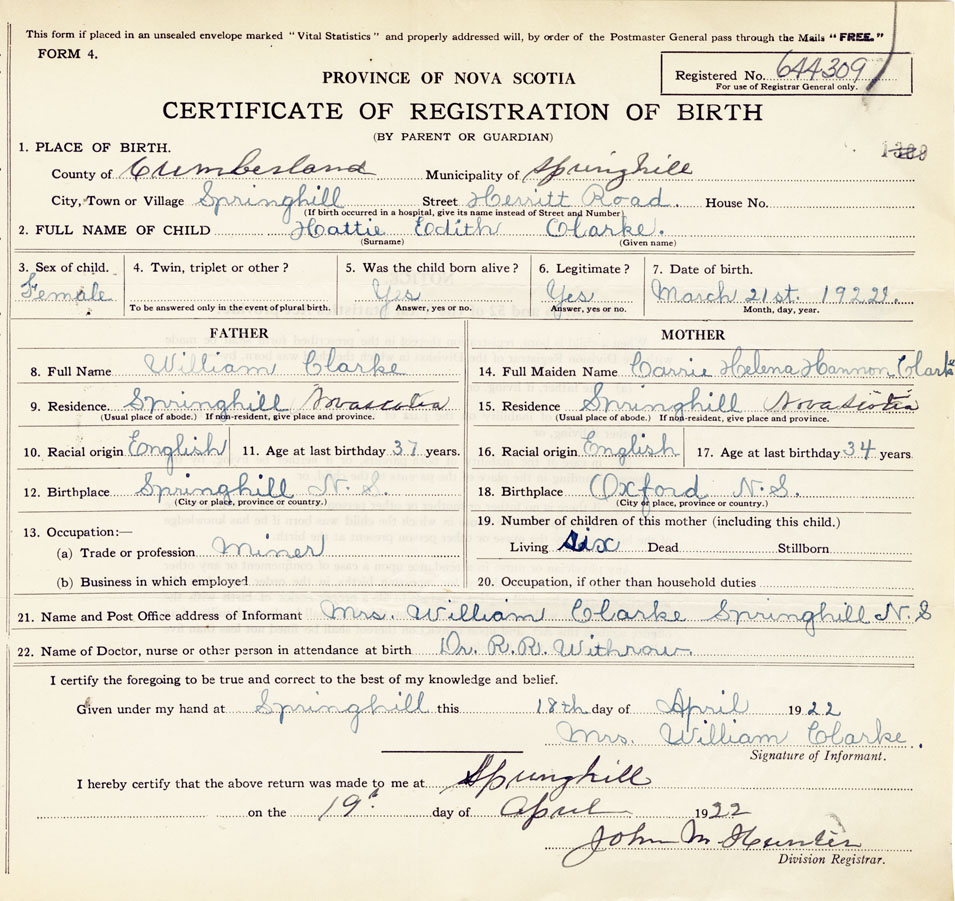 This form if placed in an unsealed envelope marked "Vital Statistics" and properly addressed will, by order of the Postmaster General pass through the Mails "FREE."
FORM 4.
Registered No. 644309
For use of Registrar General only.
PROVINCE OF NOVA SCOTIA
CERTIFICATE OF REGISTRATION OF BIRTH
(BY PARENT OR GUARDIAN)
1. PLACE OF BIRTH.
County of Cumberland Municipality of Springhill
City, Town or Village Springhill Street Herritt Road. House No.
(If birth occurred in a hospital, give its name instead of Street and Number)
2. FULL NAME OF CHILD Hattie Edith Clarke.
(Surname) (Given name)
3. Sex of child. 4. Twin, triplet or other? 5. Was the child born alive? 6. Legitimate? 7. Date of birth.
Female Yes Yes March 21st. 1922.
To be answered only in the event of plural birth. Answer, yes or no. Answer, yes or no. Month, day, year.
FATHER MOTHER
8. Full Name William Clarke 14. Full Maiden Name Carrie Helena Hannon Clarke
9. Residence. Springhill Nova Scotia 15. Residence Springhill Nova Scotia
(Usual place of abode.) If non-resident, give place and province. (Usual place of abode.) If non-resident, give place and province.
10. Racial origin English 11. Age at last birthday 37 years. 16. Racial origin English 17. Age at last birthday 34 years
12. Birthplace Springhill N. S. 18. Birthplace Oxford N. S.
(City or place, province or country.) (City or place, province or country.)
13. Occupation:— 19. Number of children of this mother (including this child.)
(a) Trade or profession Miner Living six Dead Stillborn
(b) Business in which employed 20. Occupation, if other than household duties
21. Name and Post Office address of Informant Mrs. William Clarke Springhill N. S
22. Name of Doctor, nurse or other person in attendance at birth Dr. R.R. Withrow.
I certify the foregoing to be true and correct to the best of my knowledge and belief.
Given under my hand at Springhill this 18th day of April 1922
Mrs. William Clarke.
Signature of Informant.
I hereby certify that the above return was made to me at Springhill
on the 19th day of April 1922
John M Hunter
Division Registrar.